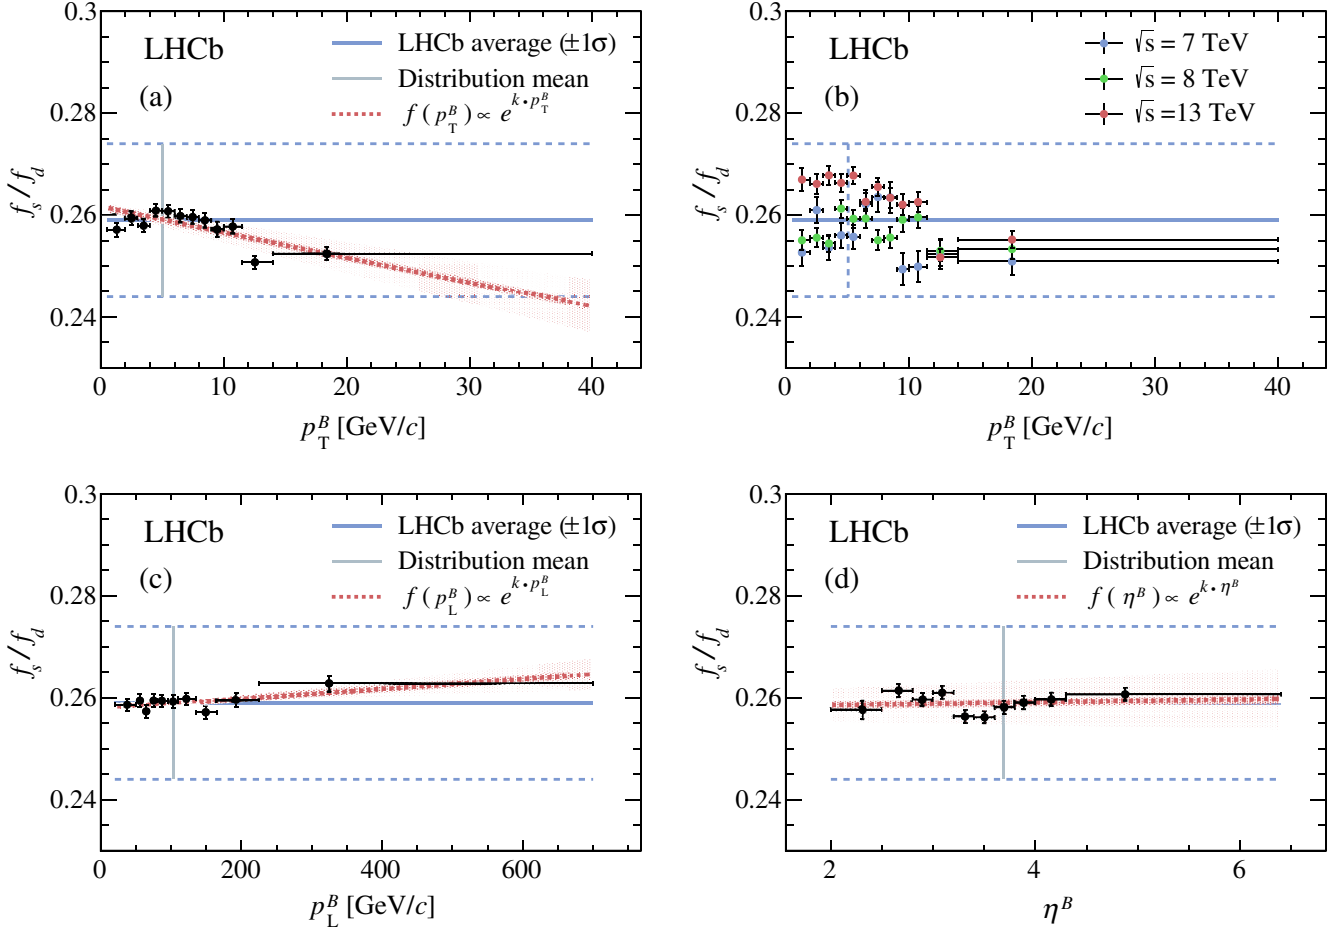 0.3
LHCb
LHCb average (±1σ)
(a)
Distribution mean
f(p_T^B) ∝ e^{k•p_T^B}
0.28
0.26
0.24
f_s/f_d
0 10 20 30 40
p_T^B [GeV/c]
0.3
LHCb
√s = 7 TeV
(b)
√s = 8 TeV
√s =13 TeV
0.28
0.26
0.24
f_s/f_d
0 10 20 30 40
p_T^B [GeV/c]
0.3
LHCb
LHCb average (±1σ)
(c)
Distribution mean
f(p_L^B) ∝ e^{k•p_L^B}
0.28
0.26
0.24
f_s/f_d
0 200 400 600
p_L^B [GeV/c]
0.3
LHCb
LHCb average (±1σ)
(d)
Distribution mean
f(η^B) ∝ e^{k•η^B}
0.28
0.26
0.24
f_s/f_d
2 4 6
η^B